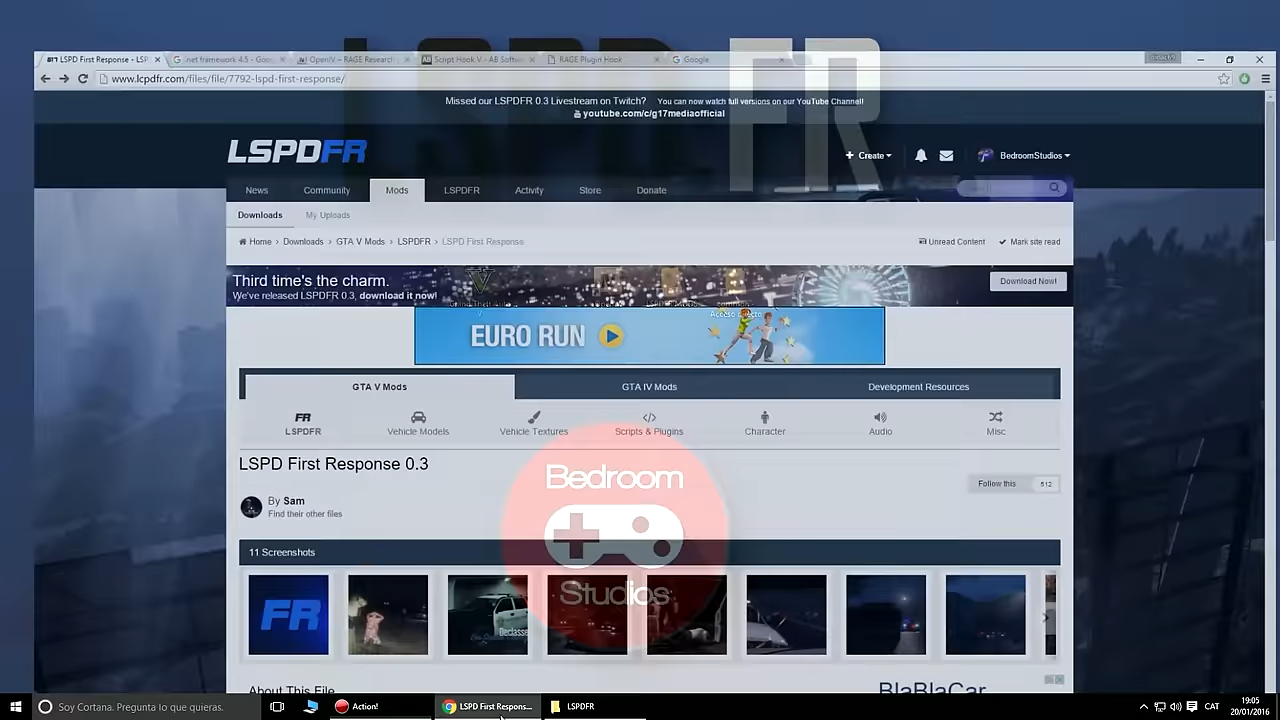 LSPD FR
LSPD First Response - LSP
.net framework 4.5 - Goog
OpenIV – RAGE Research
Script Hook V - AB Softw
RAGE Plugin Hook
Google
www.lcpdfr.com/files/file/7792-lspd-first-response/
Missed our LSPDFR 0.3 Livestream on Twitch? You can now watch full versions on our YouTube Channel!
youtube.com/c/g17mediaofficial
LSPDFR
Create
BedroomStudios
News Community Mods LSPDFR Activity Store Donate
Downloads My Uploads
Home › Downloads › GTA V Mods › LSPDFR › LSPD First Response
Unread Content
Mark site read
Third time's the charm.
We've released LSPDFR 0.3, download it now!
Download Now!
Acceso directo
EURO RUN
GTA V Mods GTA IV Mods Development Resources
FR
LSPDFR Vehicle Models Vehicle Textures Scripts & Plugins Character Audio Misc
LSPD First Response 0.3
Follow this 512
By Sam
Find their other files
Bedroom
Studios
11 Screenshots
FR
Declasse
About This File
BlaBlaCar
Soy Cortana. Pregunta lo que quieras.
Action!
LSPD First Respons...
LSPDFR
CAT
19:05
20/01/2016